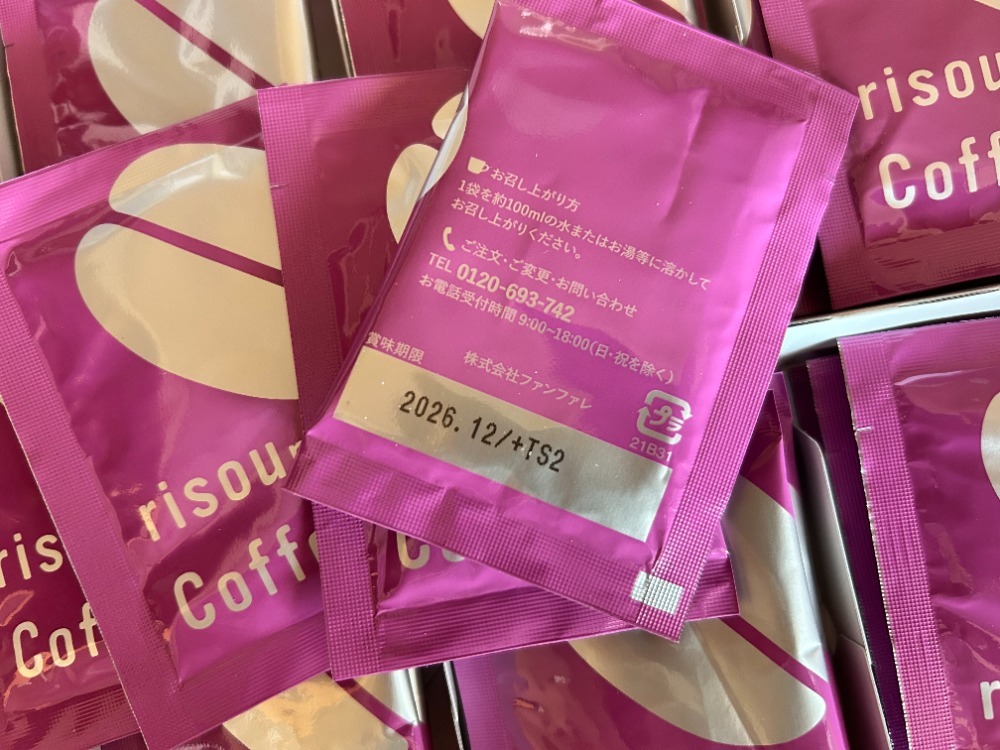 お召し上がり方
1袋を約100mlの水またはお湯等に溶かして
お召し上がりください。
ご注文・ご変更・お問い合わせ
TEL 0120-693-742
お電話受付時間 9:00~18:00(日・祝を除く)
賞味期限
株式会社ファンファレ
2026.12/+TS2
プラ
21B31
risou
Coff
risou
Coff
ris
Cof
Co
r